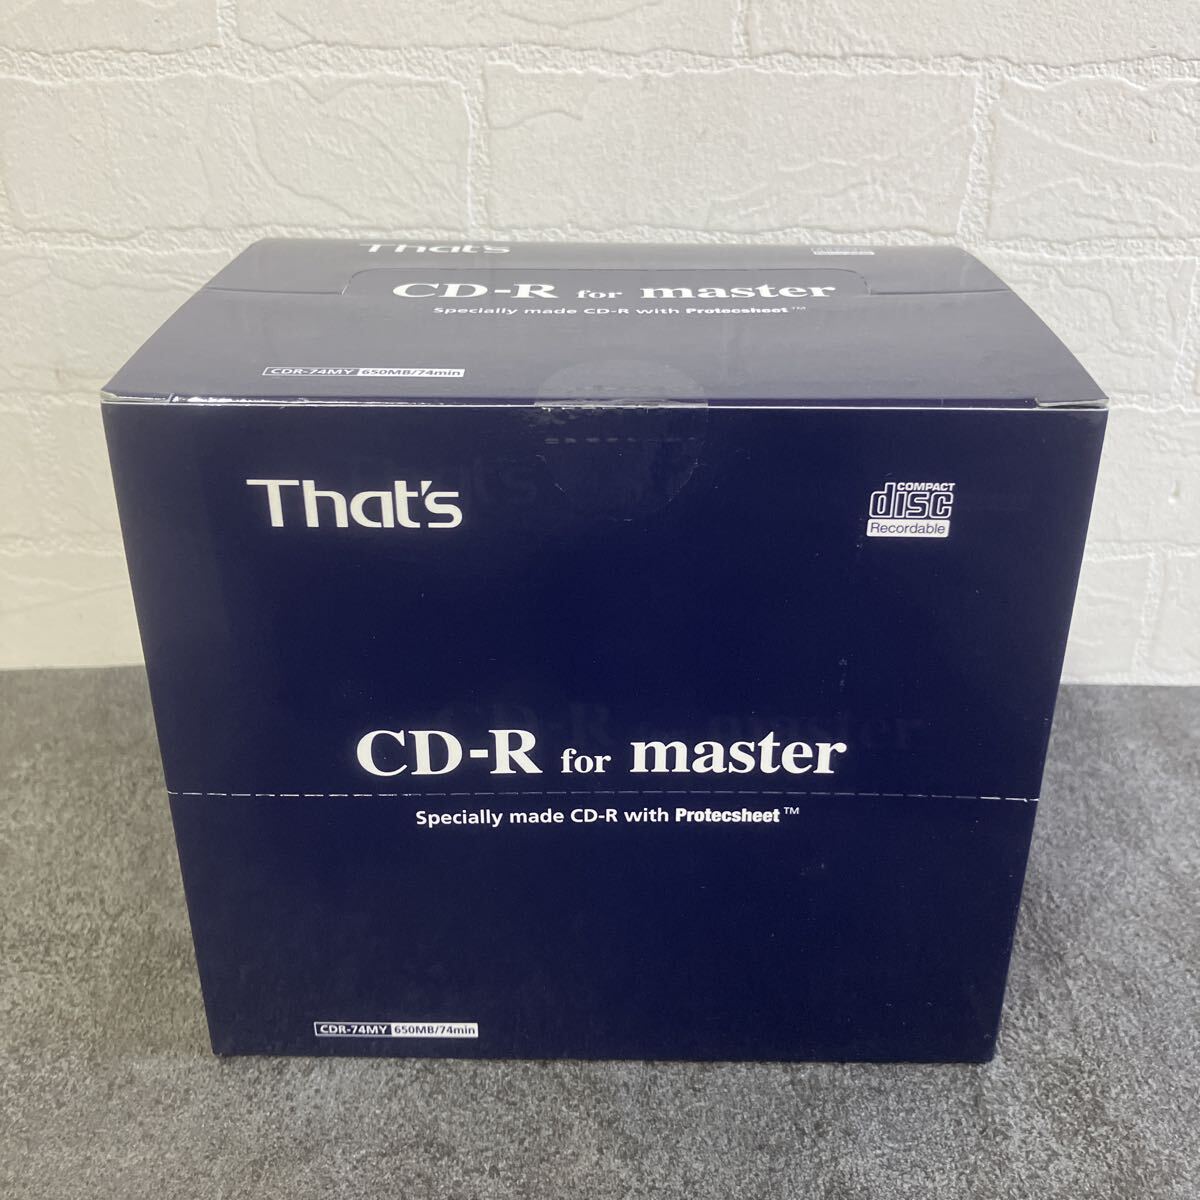 That's
CD-R for master
Specially made CD-R with Protecsheet™
CDR-74MY 650MB/74min
That's
COMPACT
disc
Recordable
CD-R for master
Specially made CD-R with Protecsheet™
CDR-74MY 650MB/74min